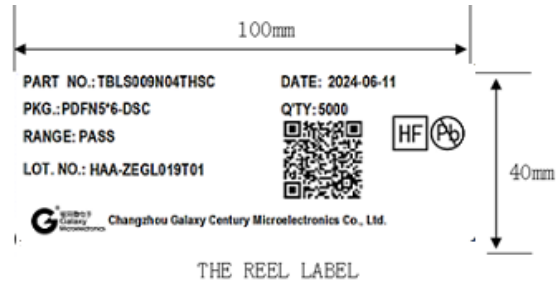 100mm
PART NO.: TBLS009N04THSC
DATE: 2024-06-11
PKG.:PDFN5*6-DSC
Q'TY:5000
RANGE: PASS
HF
Pb
LOT. NO.: HAA-ZEGL019T01
40mm
Galaxy
Microelectronics
Changzhou Galaxy Century Microelectronics Co., Ltd.
THE REEL LABEL